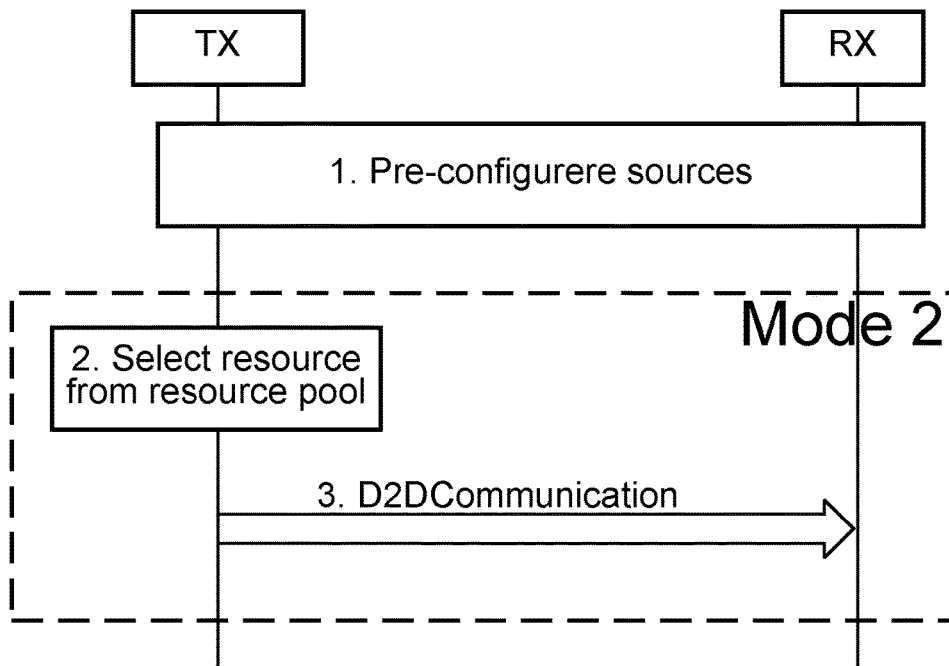 TX
RX
1. Pre-configurere sources
Mode 2
2. Select resource
from resource pool
3. D2DCommunication